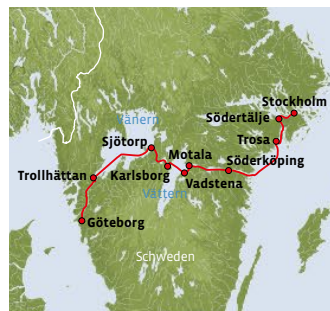 Stockholm
Södertälje
Vänern
Trosa
Sjötorp
Motala
Söderköping
Karlsborg
Trollhättan
Vadstena
Vättern
Göteborg
Schweden